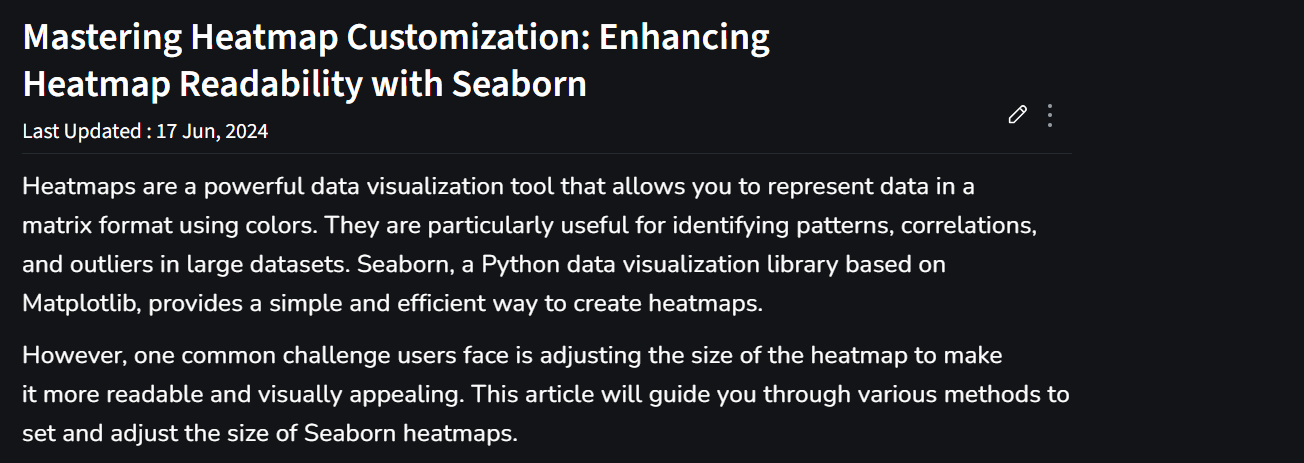 Mastering Heatmap Customization: Enhancing
Heatmap Readability with Seaborn
Last Updated : 17 Jun, 2024
Heatmaps are a powerful data visualization tool that allows you to represent data in a
matrix format using colors. They are particularly useful for identifying patterns, correlations,
and outliers in large datasets. Seaborn, a Python data visualization library based on
Matplotlib, provides a simple and efficient way to create heatmaps.
However, one common challenge users face is adjusting the size of the heatmap to make
it more readable and visually appealing. This article will guide you through various methods to
set and adjust the size of Seaborn heatmaps.